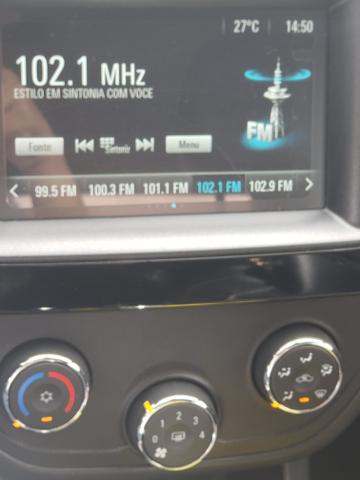 27°C 14:50
102.1 MHz
ESTILO EM SINTONIA COM VOCE
FM
Fonte Sintonir Menu
99.5 FM 100.3 FM 101.1 FM 102.1 FM 102.9 FM
0 1 2 3 4